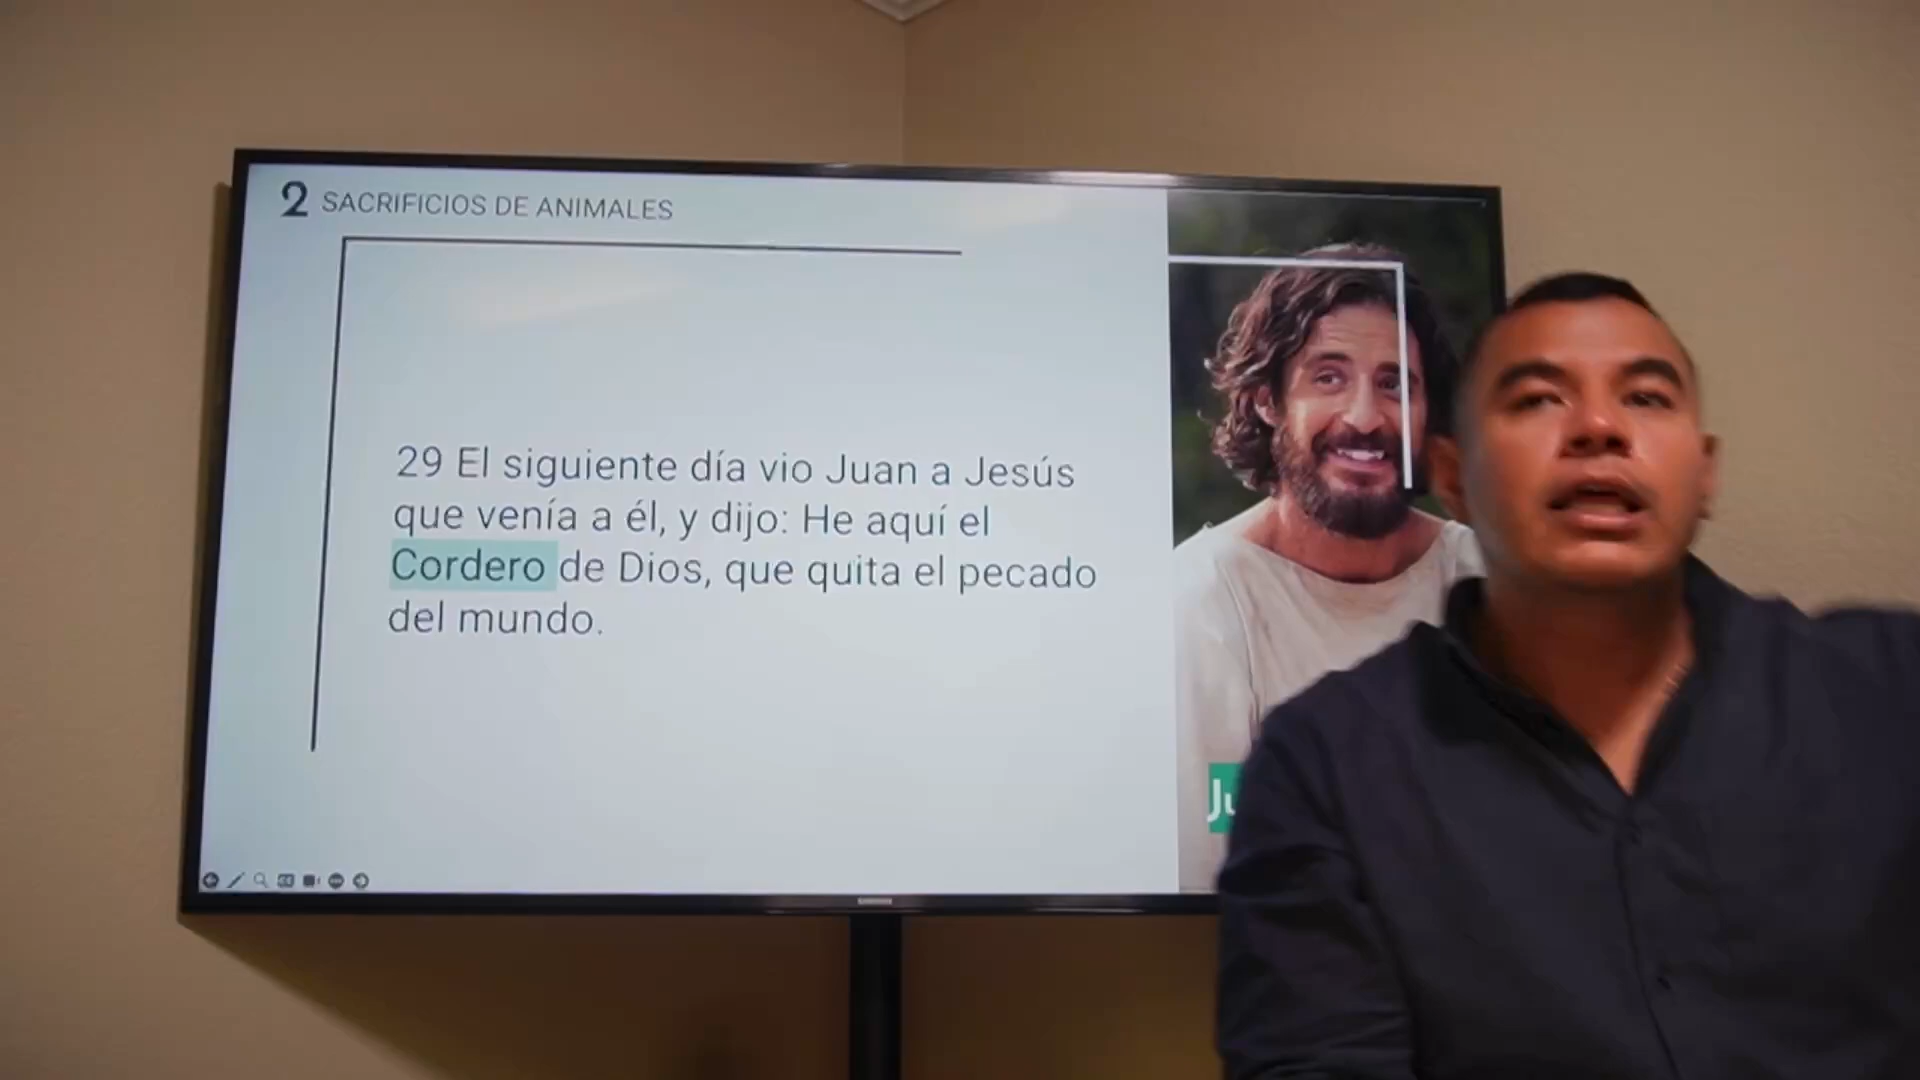 2 SACRIFICIOS DE ANIMALES
29 El siguiente día vio Juan a Jesús
que venía a él, y dijo: He aquí el
Cordero de Dios, que quita el pecado
del mundo.